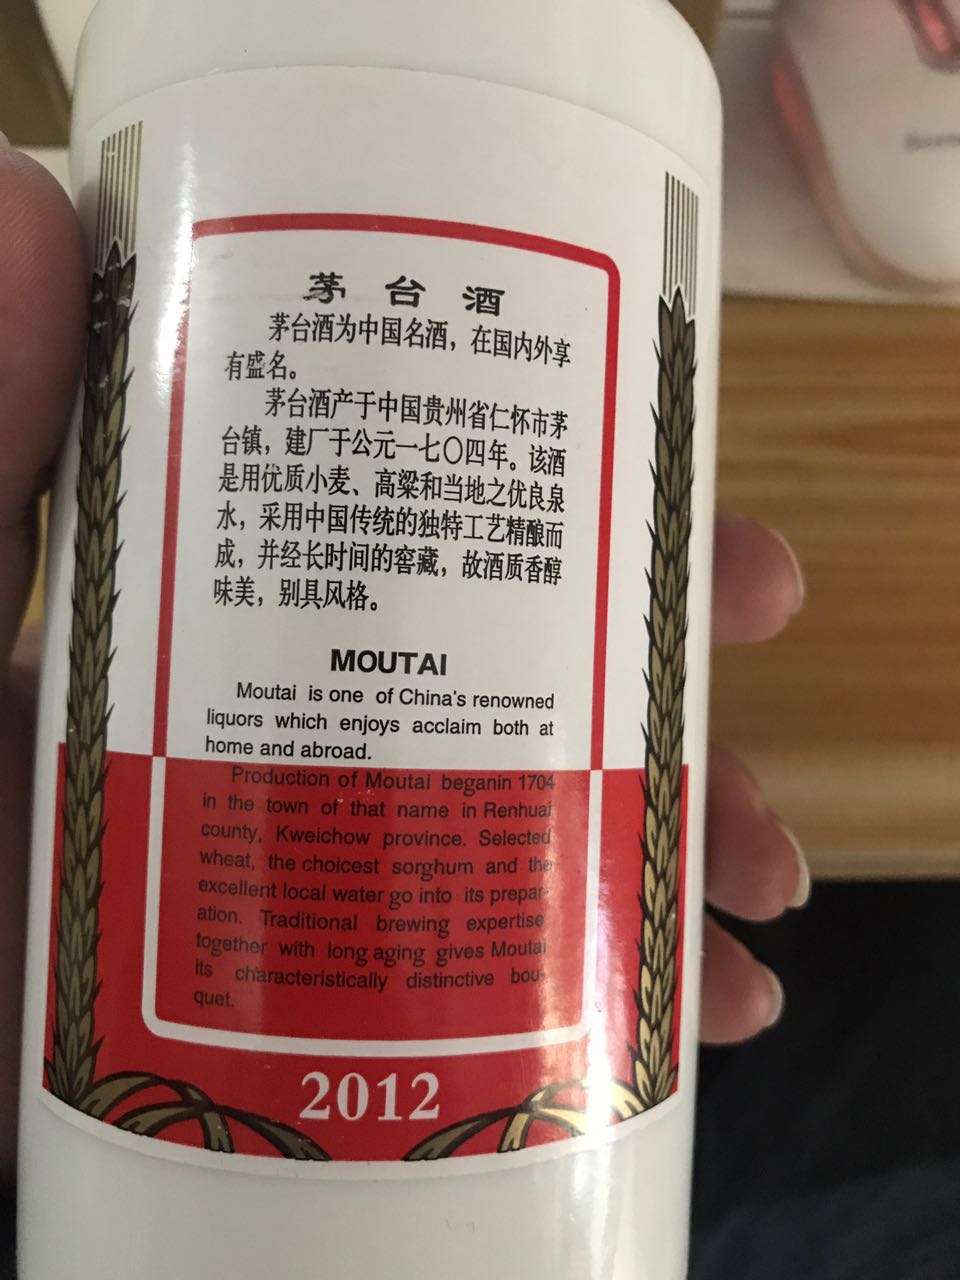 茅台酒
茅台酒为中国名酒，在国内外享
有盛名。
茅台酒产于中国贵州省仁怀市茅
台镇，建厂于公元一七〇四年。该酒
是用优质小麦、高粱和当地之优良泉
水，采用中国传统的独特工艺精酿而
成，并经长时间的窖藏，故酒质香醇
味美，别具风格。
MOUTAI
Moutai is one of China's renowned
liquors which enjoys acclaim both at
home and abroad.
Production of Moutai beganin 1704
in the town of that name in Renhuai
county, Kweichow province. Selected
wheat, the choicest sorghum and the
excellent local water go into its prepar-
ation. Traditional brewing expertise
together with long aging gives Moutai
its characteristically distinctive bou-
quet.
2012